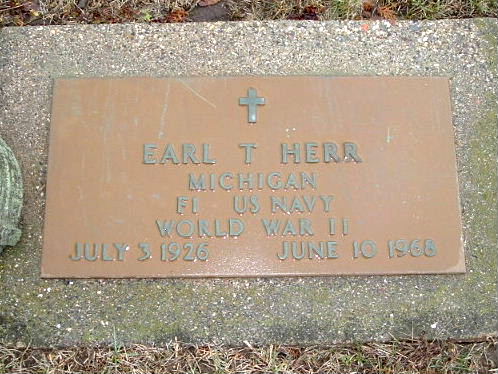 EARL T HERR
MICHIGAN
F1 US NAVY
WORLD WAR II
JULY 3 1926 JUNE 10 1968